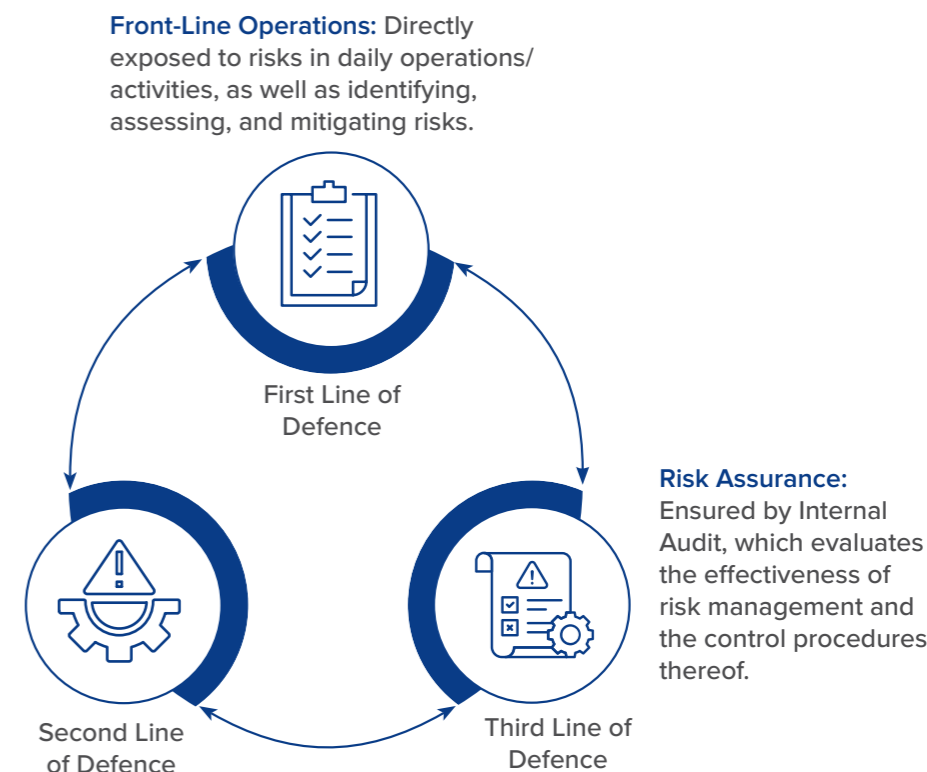 Front-Line Operations: Directly
exposed to risks in daily operations/
activities, as well as identifying,
assessing, and mitigating risks.
First Line of
Defence
Risk Assurance:
Ensured by Internal
Audit, which evaluates
the effectiveness of
risk management and
the control procedures
thereof.
Second Line
of Defence
Third Line of
Defence